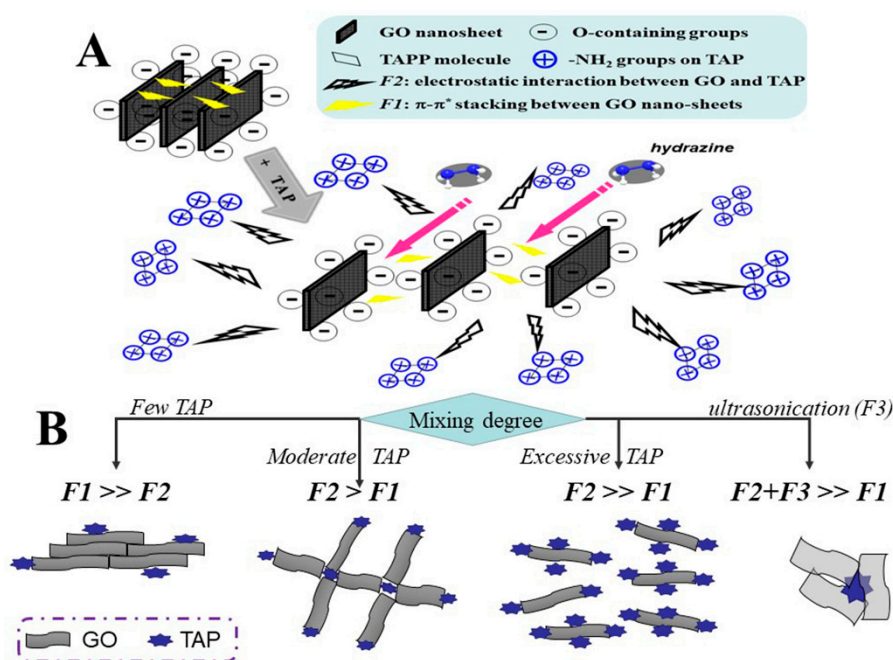 A
GO nanosheet
O-containing groups
TAPP molecule
-NH₂ groups on TAP
F2: electrostatic interaction between GO and TAP
F1: π-π* stacking between GO nano-sheets
+ TAP
hydrazine
B
Few TAP
Mixing degree
ultrasonication (F3)
Moderate TAP
Excessive TAP
F1 >> F2
F2 > F1
F2 >> F1
F2+F3 >> F1
GO
TAP